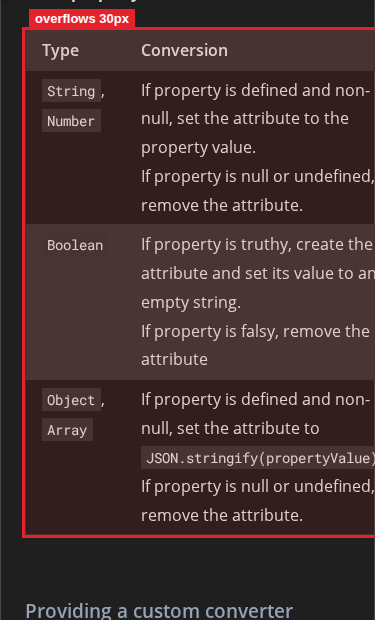 overflows 30px
Type Conversion
String, If property is defined and non-
Number null, set the attribute to the
property value.
If property is null or undefined,
remove the attribute.
Boolean If property is truthy, create the
attribute and set its value to an
empty string.
If property is falsy, remove the
attribute
Object, If property is defined and non-
Array null, set the attribute to
JSON.stringify(propertyValue)
If property is null or undefined,
remove the attribute.
Providing a custom converter